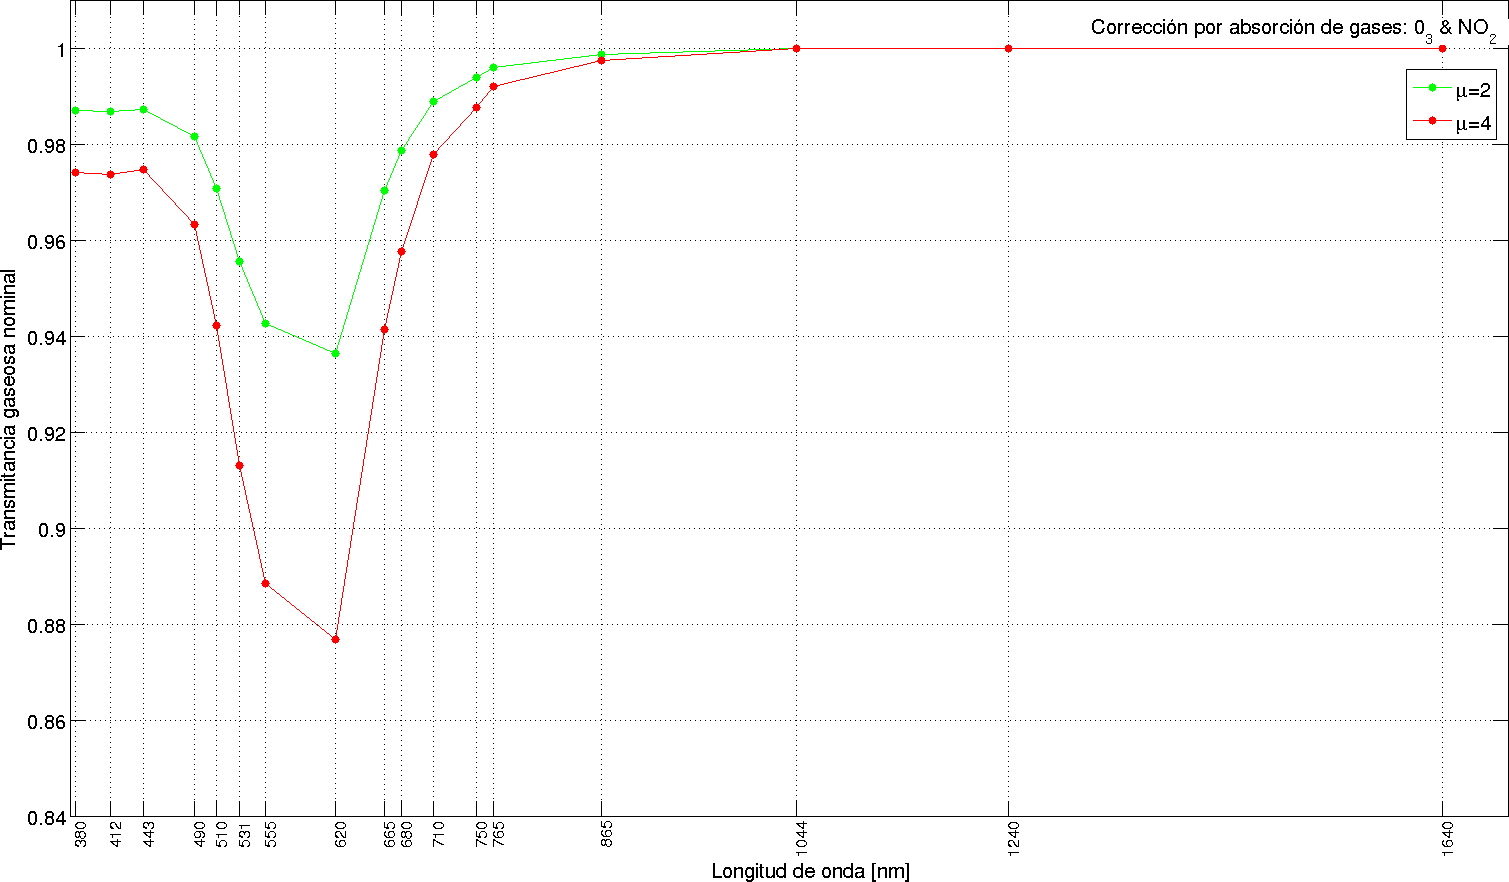 Corrección por absorción de gases: 0₃ & NO₂
μ=2
μ=4
Transmitancia gaseosa nominal
1
0.98
0.96
0.94
0.92
0.9
0.88
0.86
0.84
380 412 443 490 510 531 555 620 665 680 710 750 765 865 1044 1240 1640
Longitud de onda [nm]